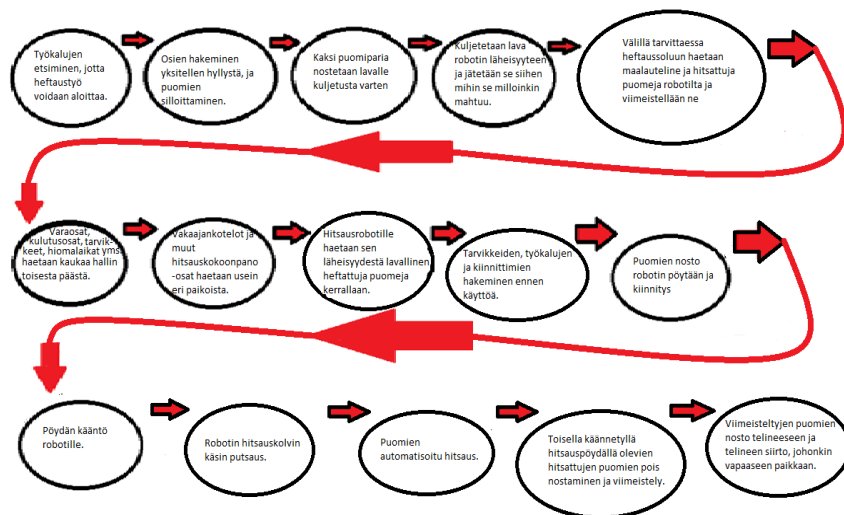 Työkalujen
etsiminen, jotta
heftaustyö
voidaan aloittaa.
Osien hakeminen
yksitellen hyllystä, ja
puomien
silloittaminen.
Kaksi puomiparia
nostetaan lavalle
kuljetusta varten
Kuljetetaan lava
robotin läheisyyteen
ja jätetään se siihen
mihin se milloinkin
mahtuu.
Välillä tarvittaessa
heftaussoluun haetaan
maalauteline ja hitsattuja
puomeja robotilta ja
viimeistellään ne
Varaosat,
kulutusosat, tarvik-
keet, hiomalaikat yms.
haetaan kaukaa hallin
toisesta päästä.
Vakaajankotelot ja
muut
hitsauskokoonpano
-osat haetaan usein
eri paikoista.
Hitsausrobotille
haetaan sen
läheisyydestä lavallinen
heftattuja puomeja
kerrallaan.
Tarvikkeiden, työkalujen
ja kiinnittimien
hakeminen ennen
käyttöä.
Puomien nosto
robotin pöytään ja
kiinnitys
Pöydän kääntö
robotille.
Robotin hitsauskolvin
käsin putsaus.
Puomien
automatisoitu hitsaus.
Toisella käännetyllä
hitsauspöydällä olevien
hitsattujen puomien pois
nostaminen ja viimeistely.
Viimeisteltyjen puomien
nosto telineeseen ja
telineen siirto, johonkin
vapaaseen paikkaan.